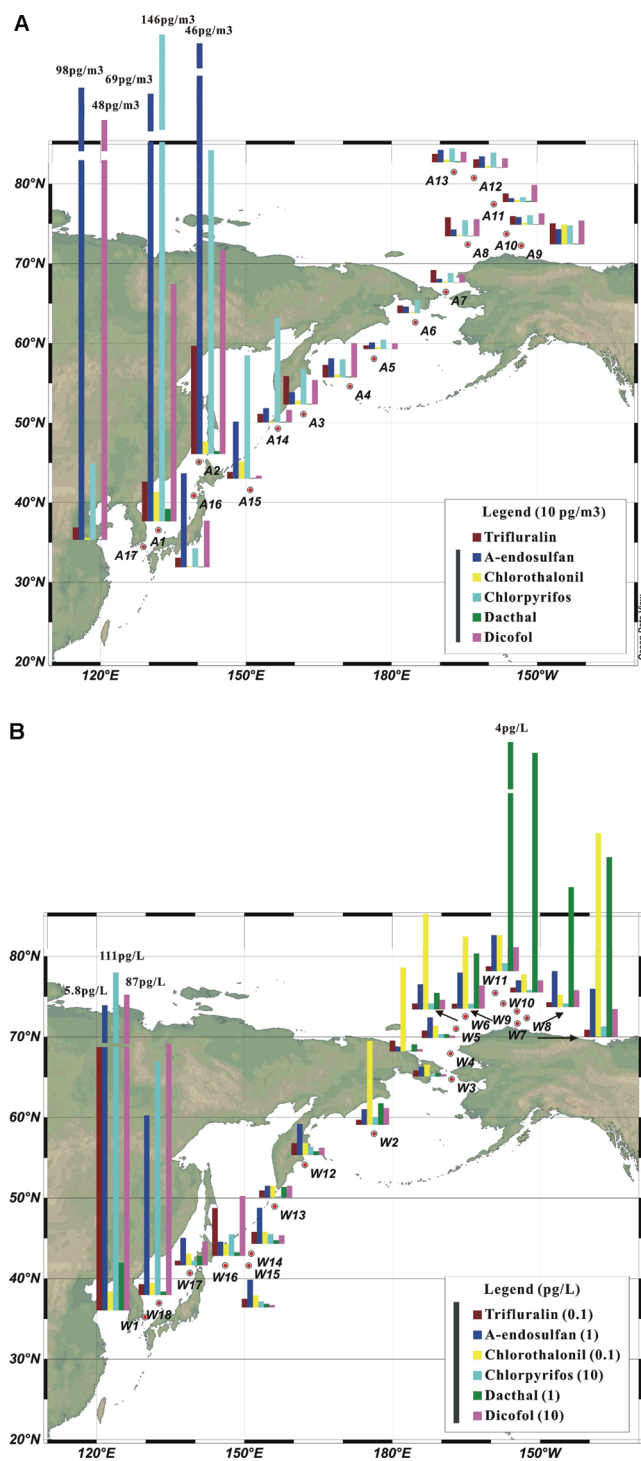 A
146pg/m3
46pg/m3
69pg/m3
98pg/m3
48pg/m3
80°N
A13
A12
A11
A8
A10
A9
70°N
A7
60°N
A6
A5
A4
50°N
A14
A3
A2
40°N
A16
A15
A17
A1
30°N
20°N
Legend (10 pg/m3)
Trifluralin
A-endosulfan
Chlorothalonil
Chlorpyrifos
Dacthal
Dicofol
Ocean Data View
120°E
150°E
180°E
150°W
B
4pg/L
111pg/L
5.8pg/L
87pg/L
80°N
W11
W10
W9
W6
W8
W5
W7
70°N
W4
W3
60°N
W2
W12
50°N
W13
W14
W16
W15
40°N
W17
W1
W18
30°N
20°N
Legend (pg/L)
Trifluralin (0.1)
A-endosulfan (1)
Chlorothalonil (0.1)
Chlorpyrifos (10)
Dacthal (1)
Dicofol (10)
120°E
150°E
180°E
150°W